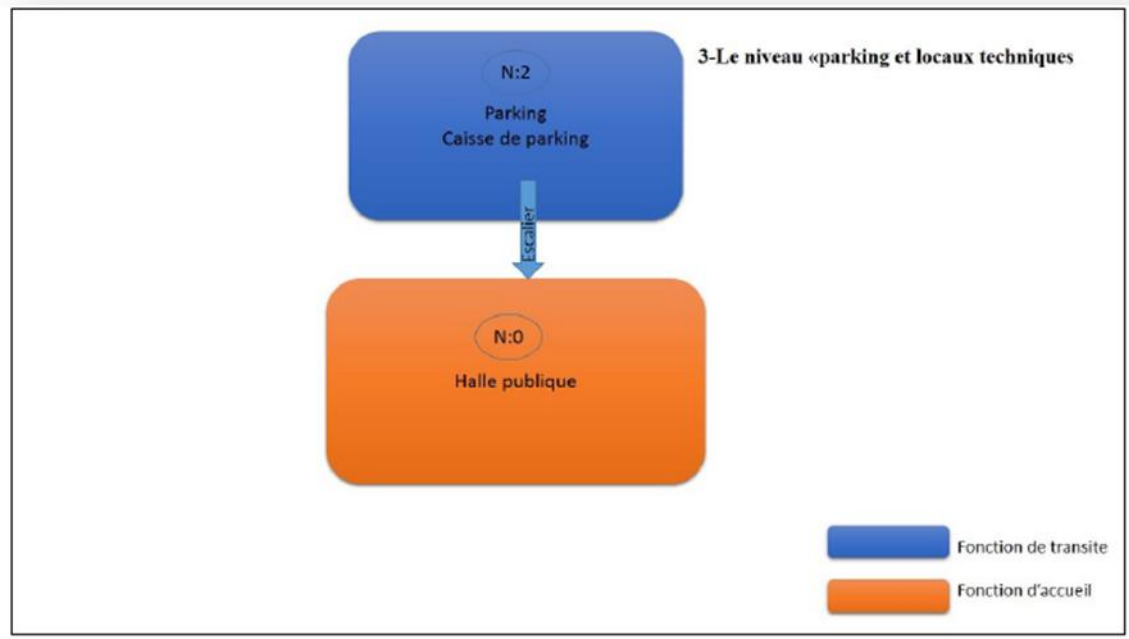 3-Le niveau «parking et locaux techniques
N:2
Parking
Caisse de parking
Escalier
N:0
Halle publique
Fonction de transite
Fonction d'accueil